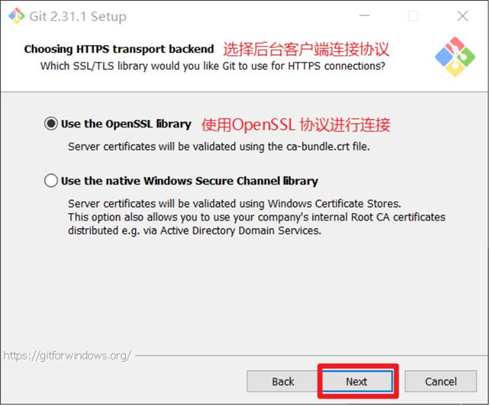 Git 2.31.1 Setup
Choosing HTTPS transport backend 选择后台客户端连接协议
Which SSL/TLS library would you like Git to use for HTTPS connections?
Use the OpenSSL library 使用OpenSSL 协议进行连接
Server certificates will be validated using the ca-bundle.crt file.
Use the native Windows Secure Channel library
Server certificates will be validated using Windows Certificate Stores.
This option also allows you to use your company's internal Root CA certificates
distributed e.g. via Active Directory Domain Services.
https://gitforwindows.org/
Back Next Cancel